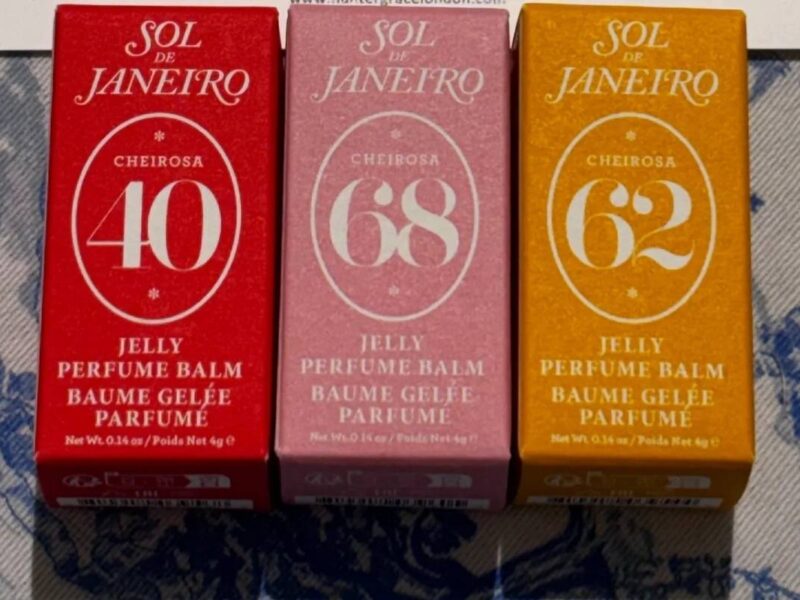 SOL
DE
JANEIRO
CHEIROSA
40
JELLY
PERFUME BALM
BAUME GELÉE
PARFUMÉ
Net Wt. 0.14 oz / Poids Net 4g ℮
SOL
DE
JANEIRO
CHEIROSA
68
JELLY
PERFUME BALM
BAUME GELÉE
PARFUMÉ
Net Wt. 0.14 oz / Poids Net 4g ℮
SOL
DE
JANEIRO
CHEIROSA
62
JELLY
PERFUME BALM
BAUME GELÉE
PARFUMÉ
Net Wt. 0.14 oz / Poids Net 4g ℮